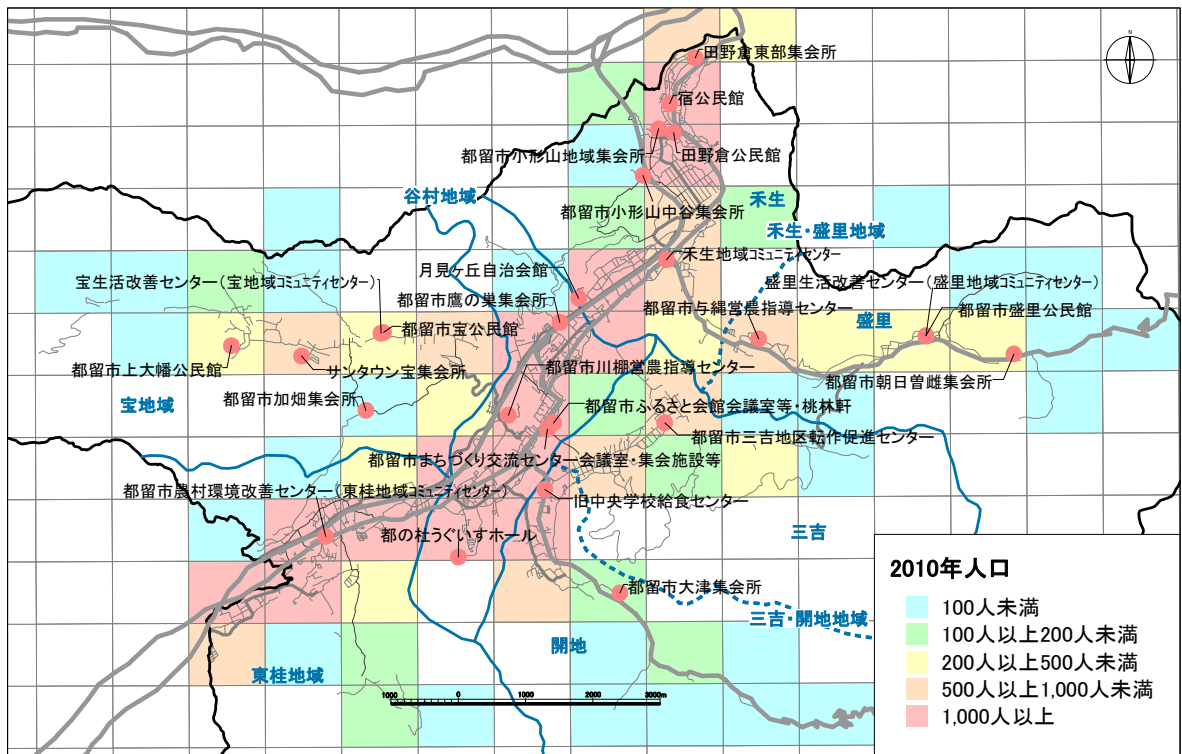 N
田野倉東部集会所
宿公民館
都留市小形山地域集会所
田野倉公民館
谷村地域
禾生
都留市小形山中谷集会所
禾生・盛里地域
禾生地域コミュニティセンター
月見ヶ丘自治会館
宝生活改善センター(宝地域コミュニティセンター)
盛里生活改善センター(盛里地域コミュニティセンター)
都留市鷹の巣集会所
都留市与縄営農指導センター
都留市盛里公民館
盛里
都留市宝公民館
都留市上大幡公民館
サンタウン宝集会所
都留市川棚営農指導センター
都留市朝日曽雌集会所
宝地域
都留市加畑集会所
都留市ふるさと会館会議室等・桃林軒
都留市三吉地区転作促進センター
都留市まちづくり交流センター会議室・集会施設等
都留市農村環境改善センター(東桂地域コミュニティセンター)
旧中央学校給食センター
都の杜うぐいすホール
三吉
都留市大津集会所
三吉・開地地域
開地
東桂地域
1000 0 1000 2000 3000m
2010年人口
100人未満
100人以上200人未満
200人以上500人未満
500人以上1,000人未満
1,000人以上